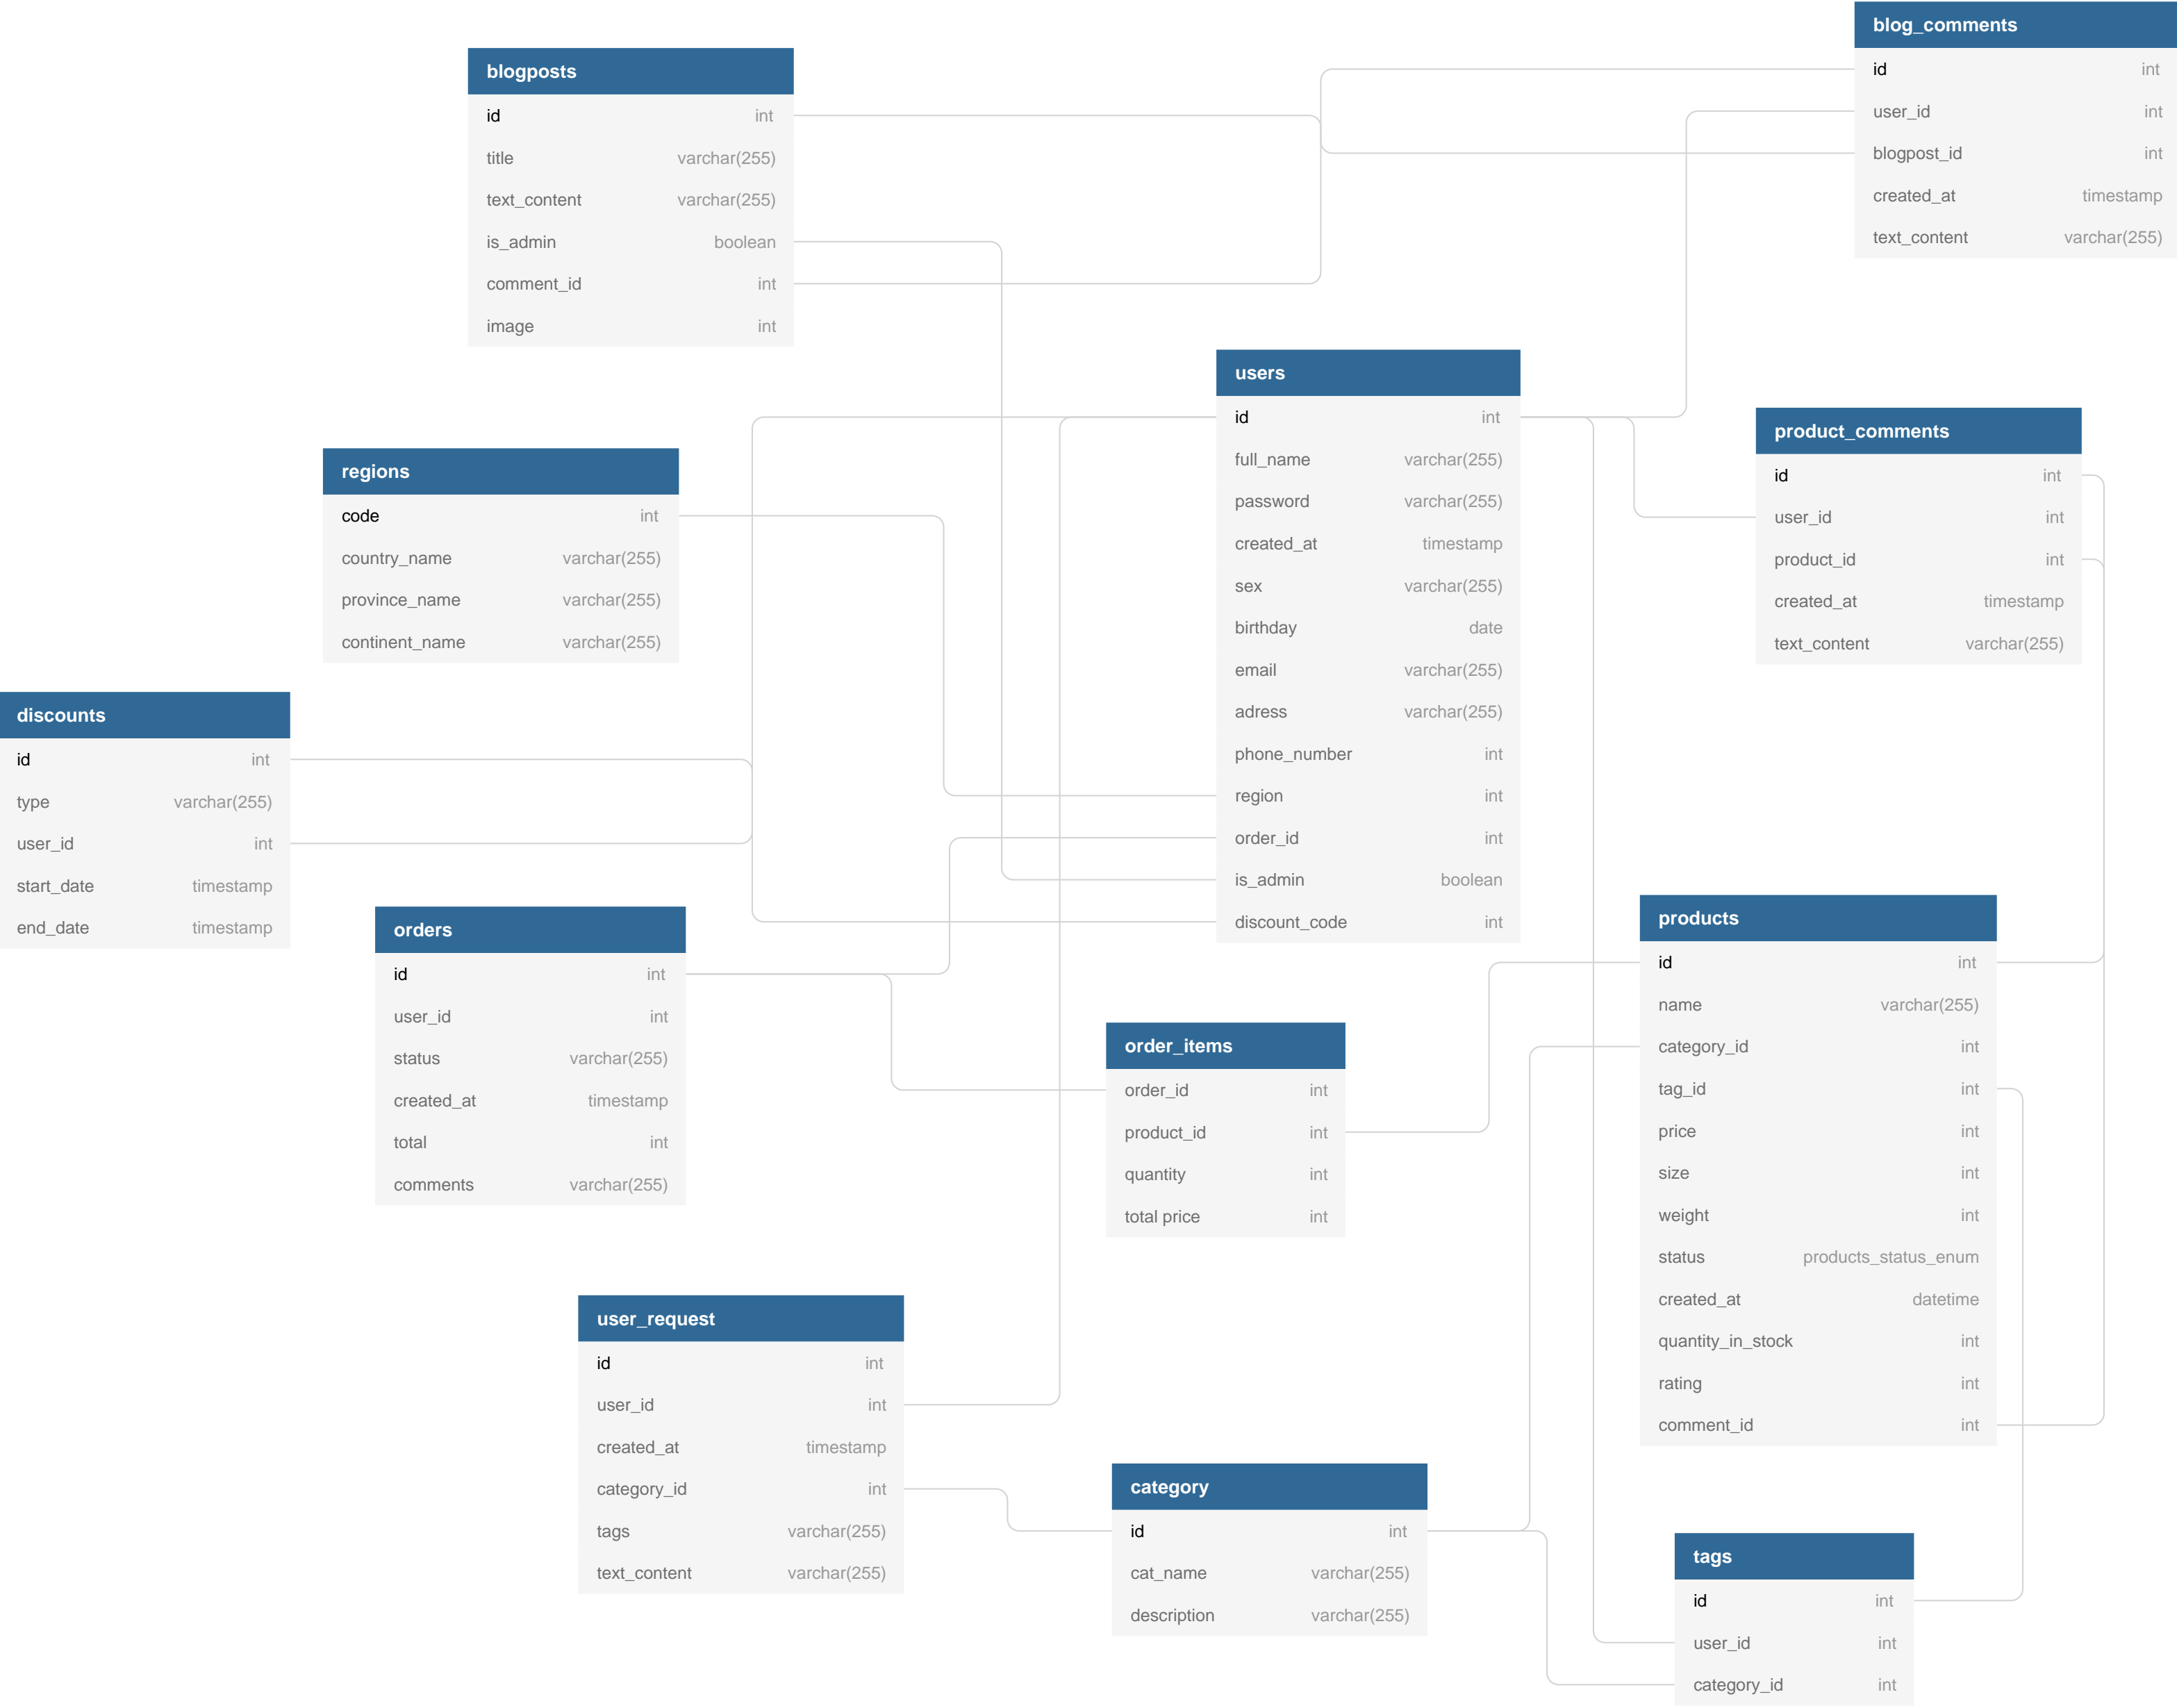 blog_comments
id int
user_id int
blogpost_id int
created_at timestamp
text_content varchar(255)
blogposts
id int
title varchar(255)
text_content varchar(255)
is_admin boolean
comment_id int
image int
users
id int
full_name varchar(255)
password varchar(255)
created_at timestamp
sex varchar(255)
birthday date
email varchar(255)
adress varchar(255)
phone_number int
region int
order_id int
is_admin boolean
discount_code int
product_comments
id int
user_id int
product_id int
created_at timestamp
text_content varchar(255)
regions
code int
country_name varchar(255)
province_name varchar(255)
continent_name varchar(255)
discounts
id int
type varchar(255)
user_id int
start_date timestamp
end_date timestamp
orders
id int
user_id int
status varchar(255)
created_at timestamp
total int
comments varchar(255)
products
id int
name varchar(255)
category_id int
tag_id int
price int
size int
weight int
status products_status_enum
created_at datetime
quantity_in_stock int
rating int
comment_id int
order_items
order_id int
product_id int
quantity int
total price int
user_request
id int
user_id int
created_at timestamp
category_id int
tags varchar(255)
text_content varchar(255)
category
id int
cat_name varchar(255)
description varchar(255)
tags
id int
user_id int
category_id int